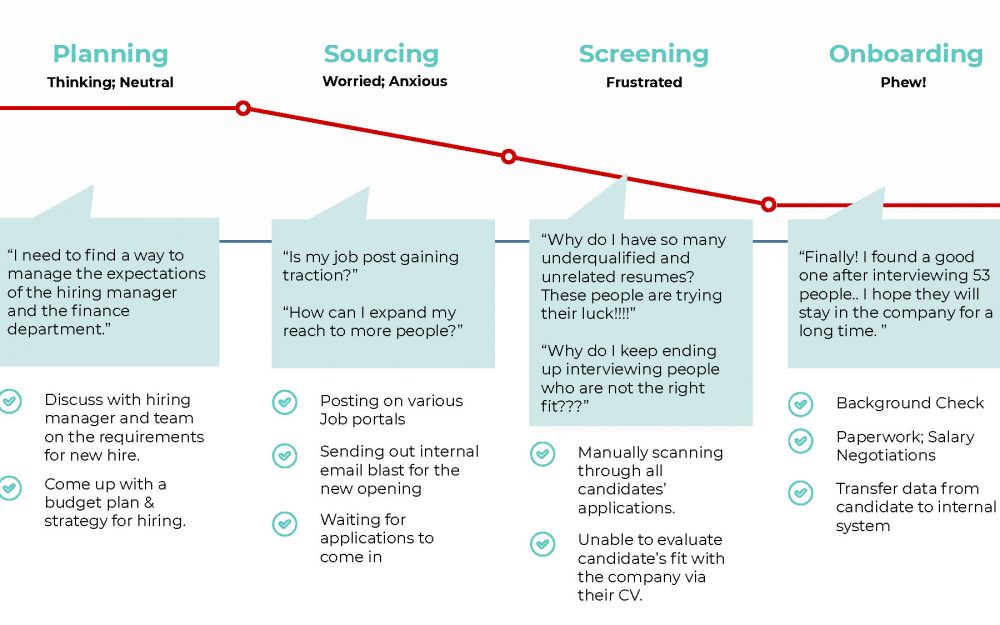 Planning
Thinking; Neutral
“I need to find a way to
manage the expectations
of the hiring manager
and the finance
department.”
Discuss with hiring
manager and team
on the requirements
for new hire.
Come up with a
budget plan &
strategy for hiring.
Sourcing
Worried; Anxious
“Is my job post gaining
traction?”
“How can I expand my
reach to more people?”
Posting on various
Job portals
Sending out internal
email blast for the
new opening
Waiting for
applications to
come in
Screening
Frustrated
“Why do I have so many
underqualified and
unrelated resumes?
These people are trying
their luck!!!!”
“Why do I keep ending
up interviewing people
who are not the right
fit???”
Manually scanning
through all
candidates’
applications.
Unable to evaluate
candidate’s fit with
the company via
their CV.
Onboarding
Phew!
“Finally! I found a good
one after interviewing 53
people.. I hope they will
stay in the company for a
long time. ”
Background Check
Paperwork; Salary
Negotiations
Transfer data from
candidate to internal
system